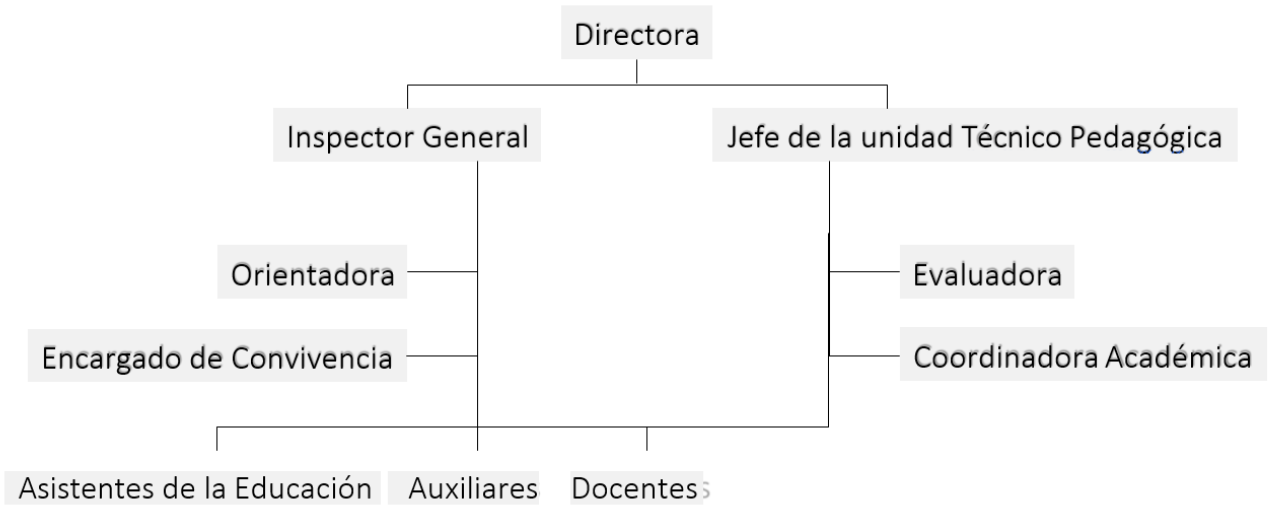 Directora
Inspector General
Jefe de la unidad Técnico Pedagógica
Orientadora
Evaluadora
Encargado de Convivencia
Coordinadora Académica
Asistentes de la Educación
Auxiliares
Docentes